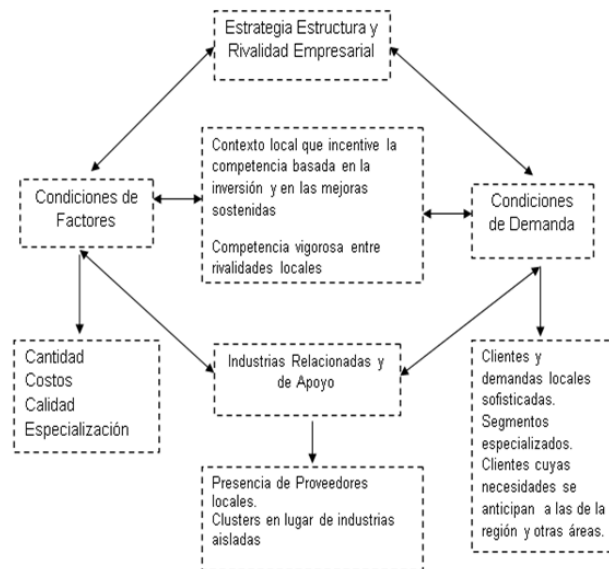 Estrategia Estructura y
Rivalidad Empresarial
Contexto local que incentive la
competencia basada en la
inversión y en las mejoras
sostenidas
Competencia vigorosa entre
rivalidades locales
Condiciones de
Factores
Condiciones
de Demanda
Cantidad
Costos
Calidad
Especialización
Industrias Relacionadas y
de Apoyo
Clientes y
demandas locales
sofisticadas.
Segmentos
especializados.
Clientes cuyas
necesidades se
anticipan a las de la
región y otras áreas.
Presencia de Proveedores
locales.
Clusters en lugar de industrias
aisladas